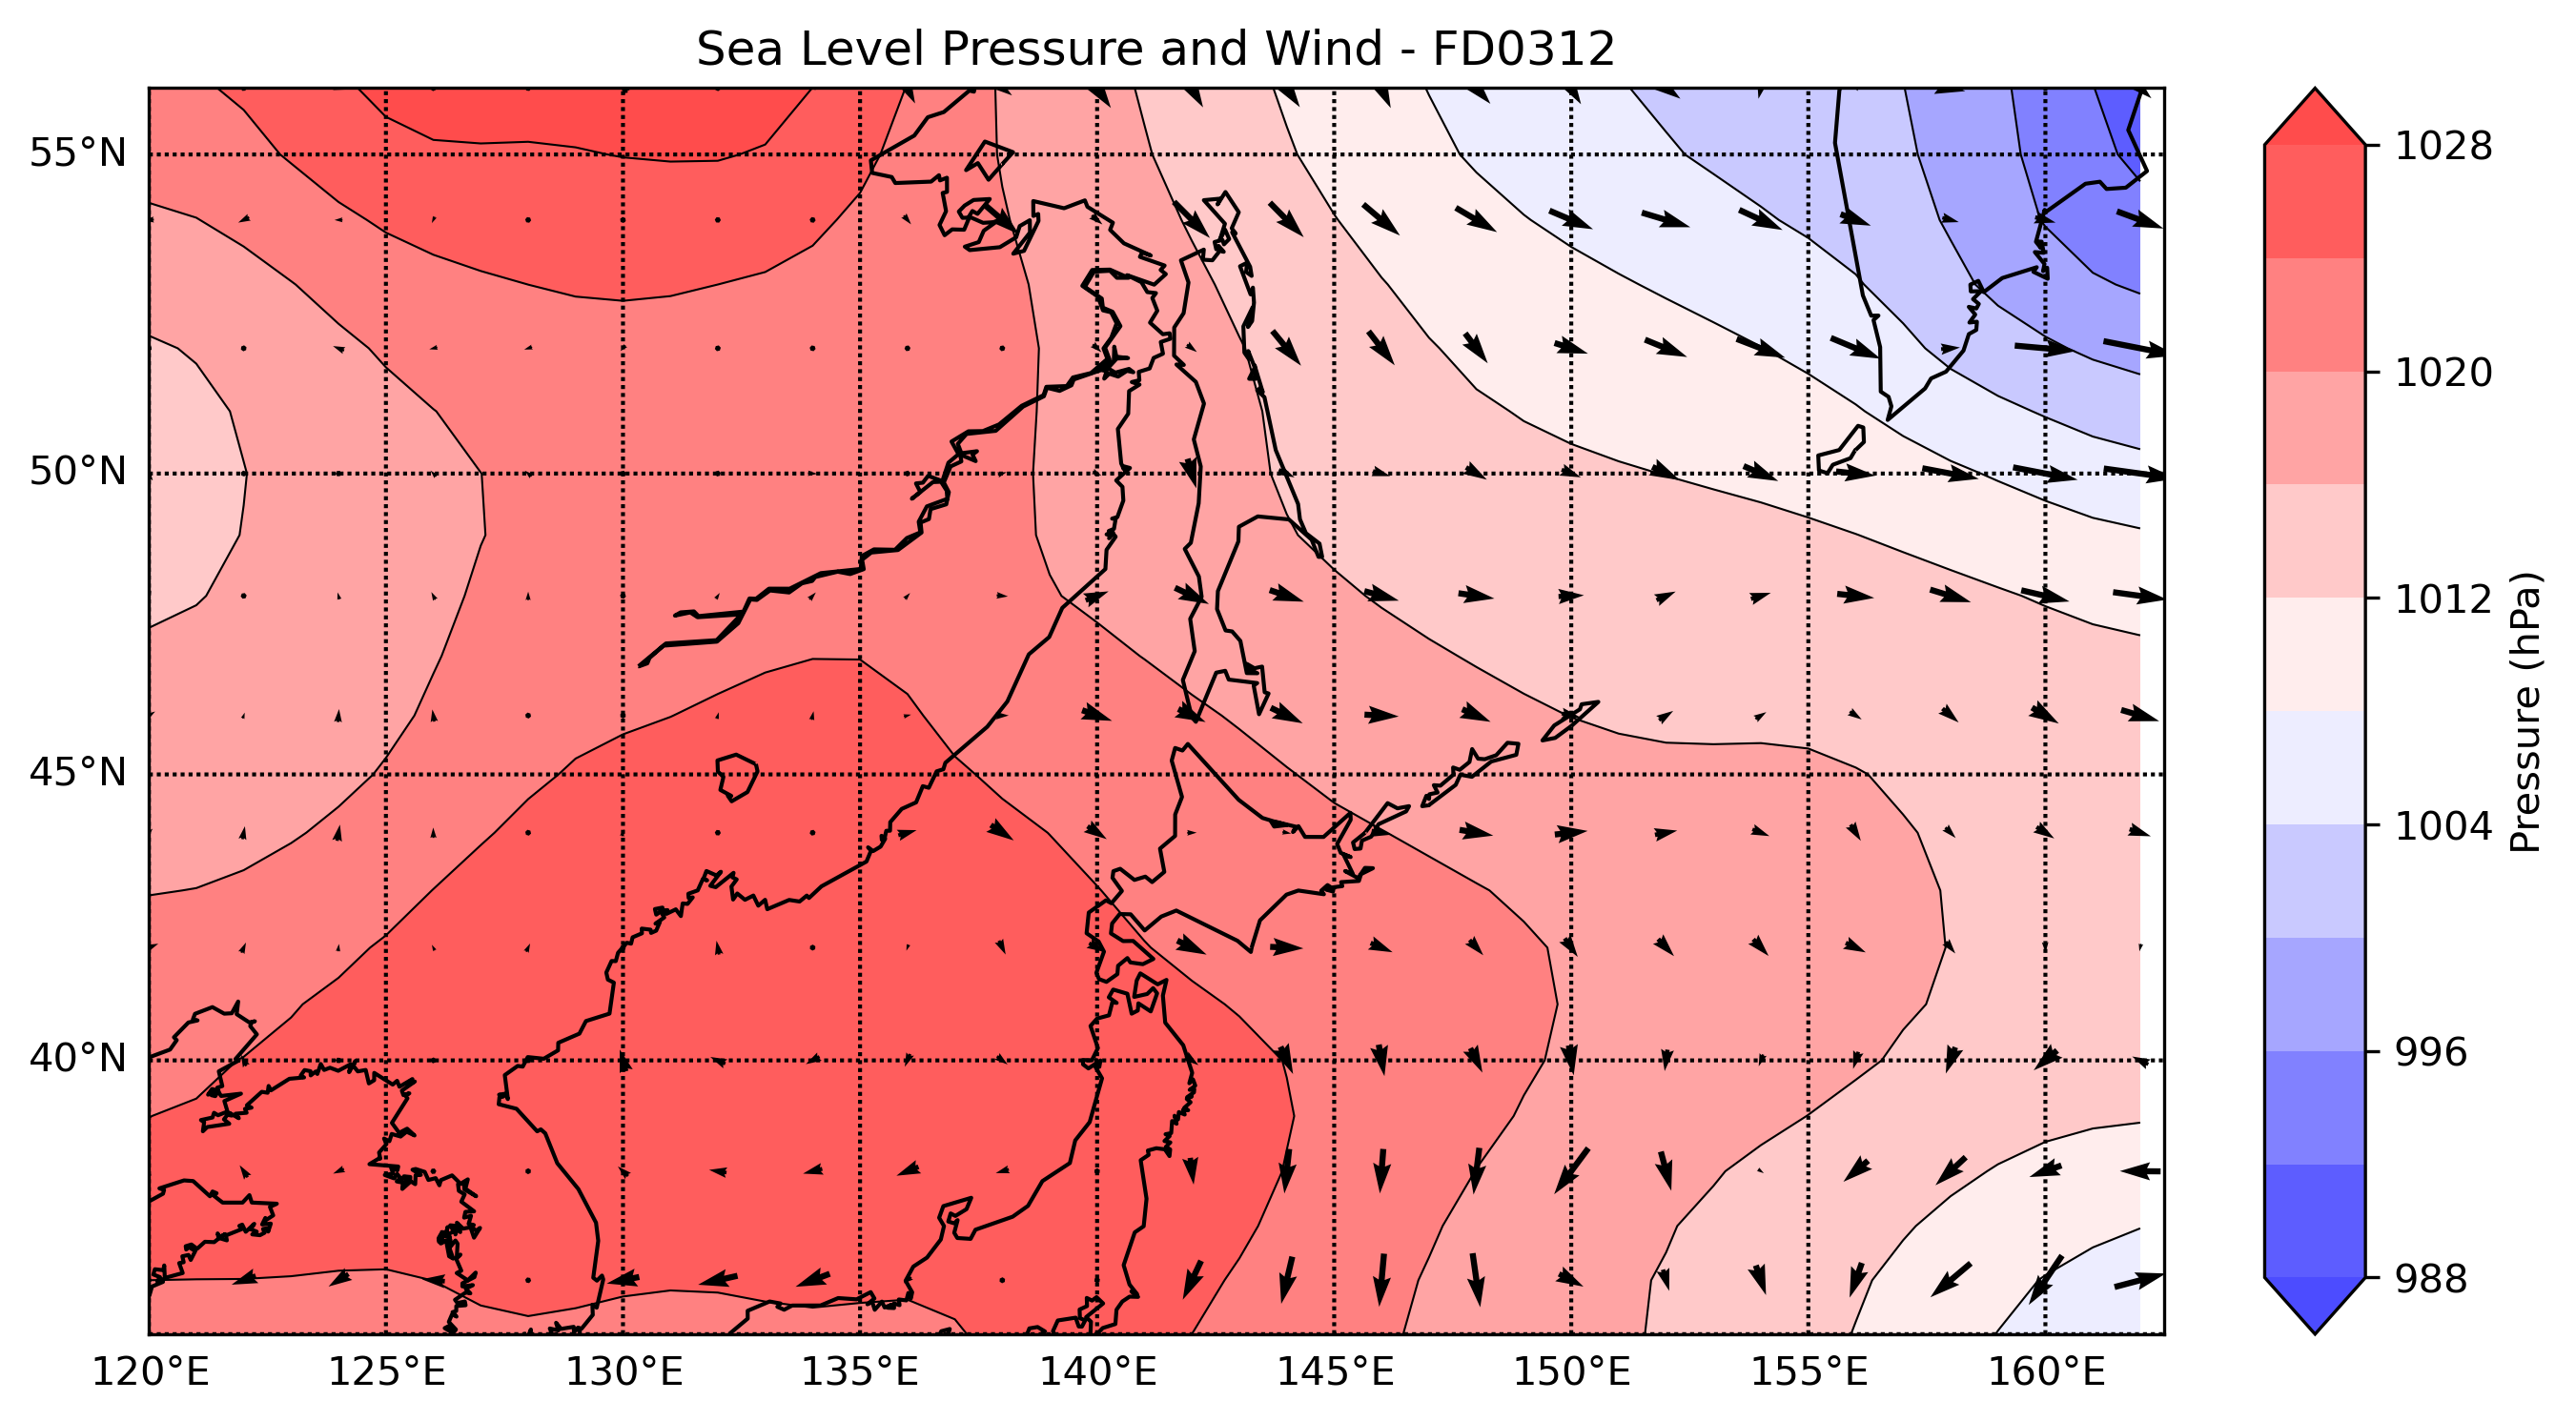 Sea Level Pressure and Wind - FD0312
55°N
50°N
45°N
40°N
120°E 125°E 130°E 135°E 140°E 145°E 150°E 155°E 160°E
1028
1020
1012
1004
996
988
Pressure (hPa)